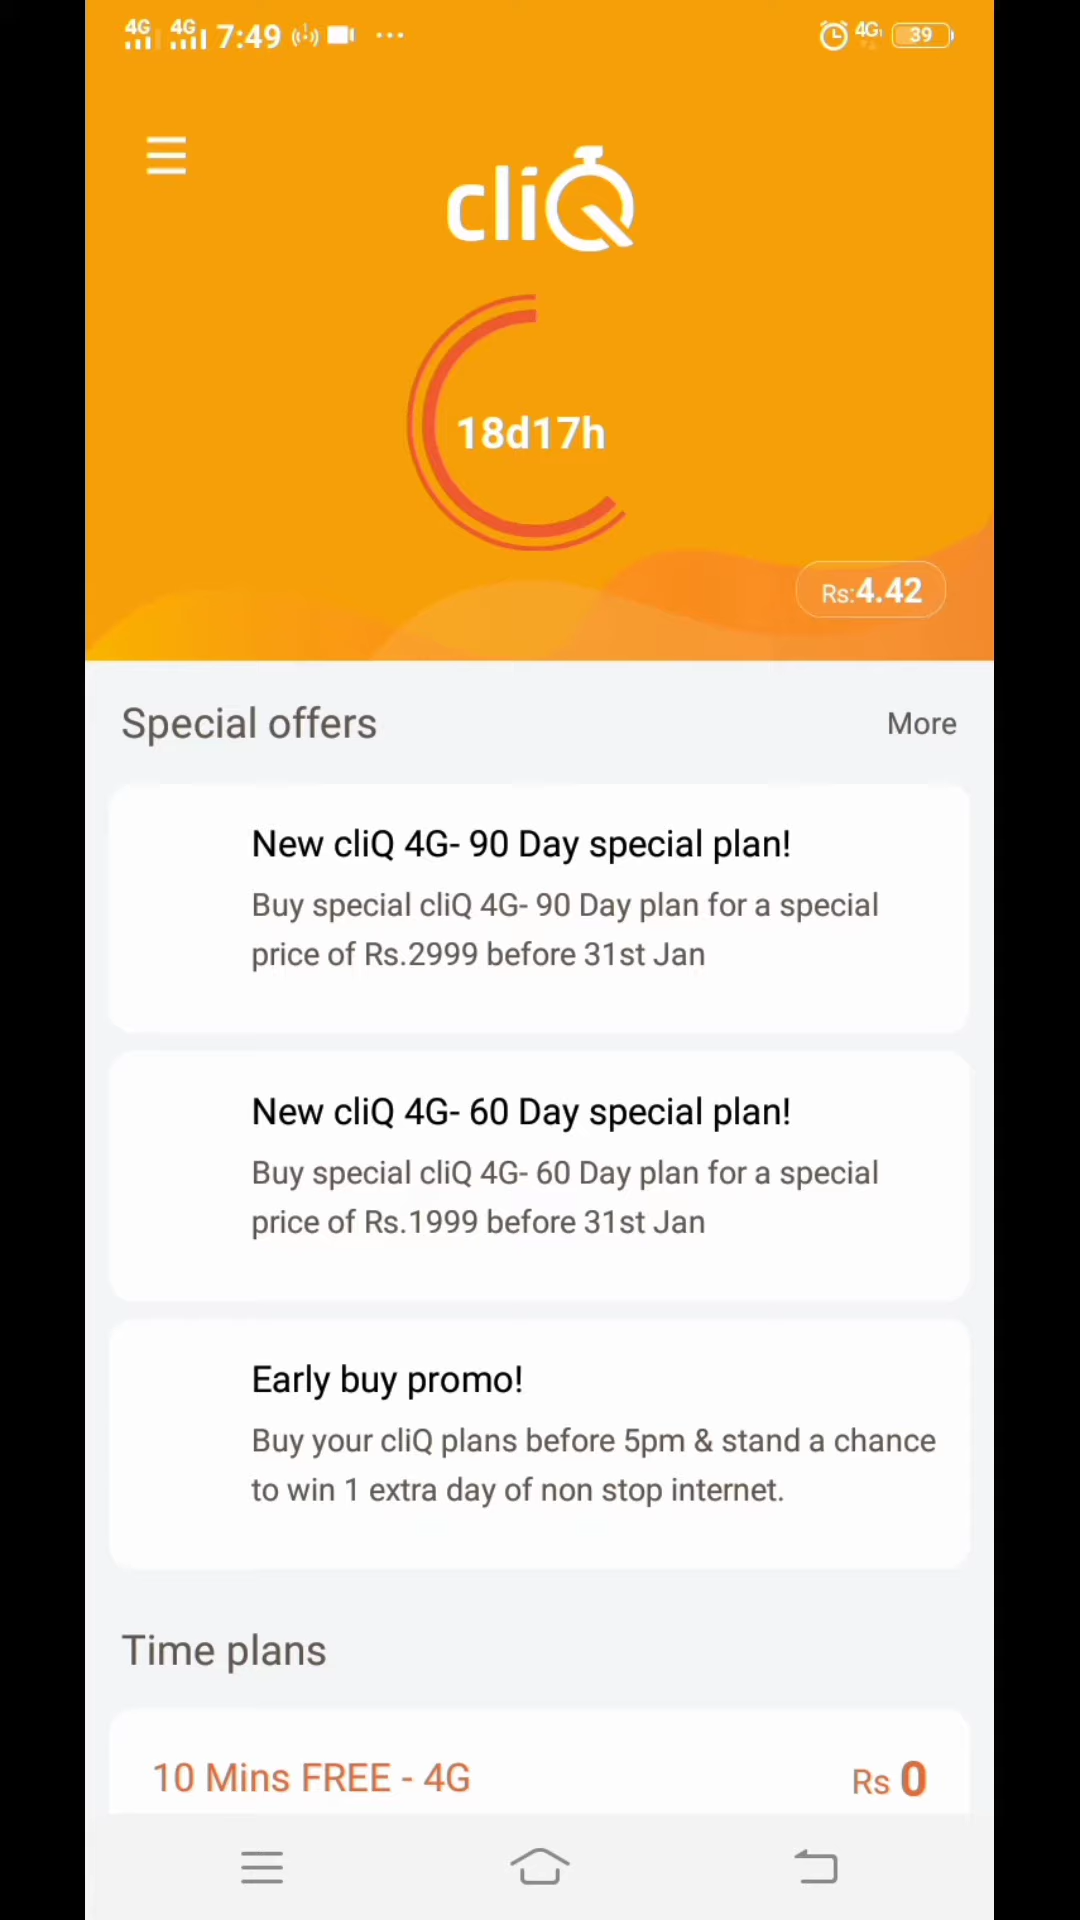 4G 4G 7:49 4G 39
cliQ
18d17h
Rs:4.42
Special offers More
New cliQ 4G- 90 Day special plan!
Buy special cliQ 4G- 90 Day plan for a special
price of Rs.2999 before 31st Jan
New cliQ 4G- 60 Day special plan!
Buy special cliQ 4G- 60 Day plan for a special
price of Rs.1999 before 31st Jan
Early buy promo!
Buy your cliQ plans before 5pm & stand a chance
to win 1 extra day of non stop internet.
Time plans
10 Mins FREE - 4G Rs 0